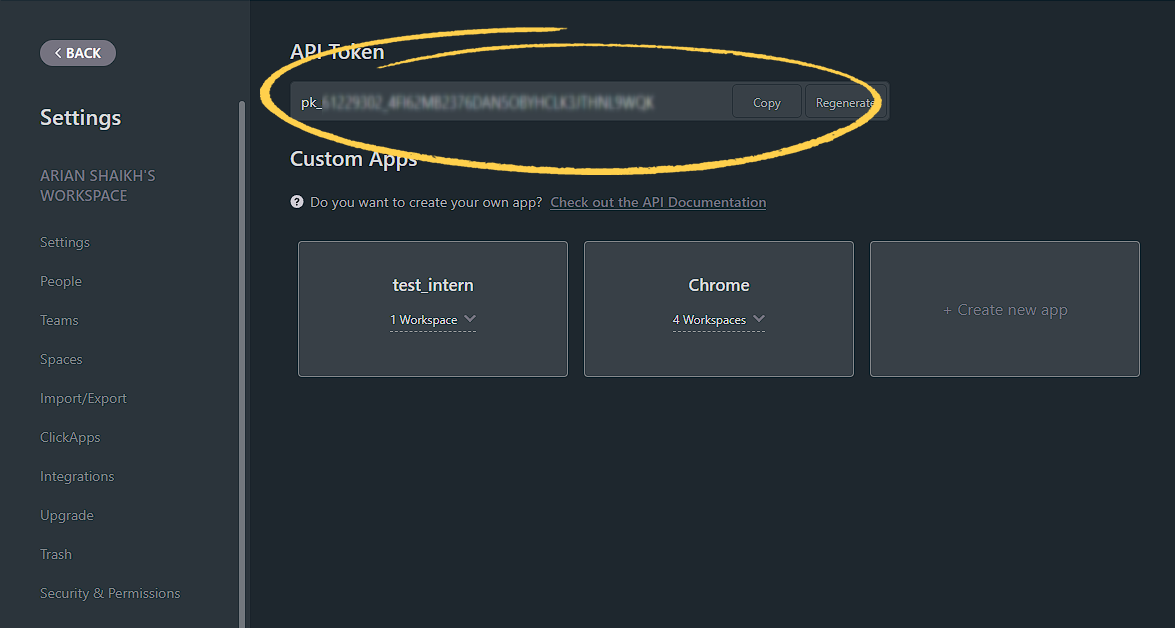 BACK
Settings
ARIAN SHAIKH'S
WORKSPACE
Settings
People
Teams
Spaces
Import/Export
ClickApps
Integrations
Upgrade
Trash
Security & Permissions
API Token
pk_
Copy
Regenerate
Custom Apps
? Do you want to create your own app? Check out the API Documentation
test_intern
1 Workspace
Chrome
4 Workspaces
+ Create new app